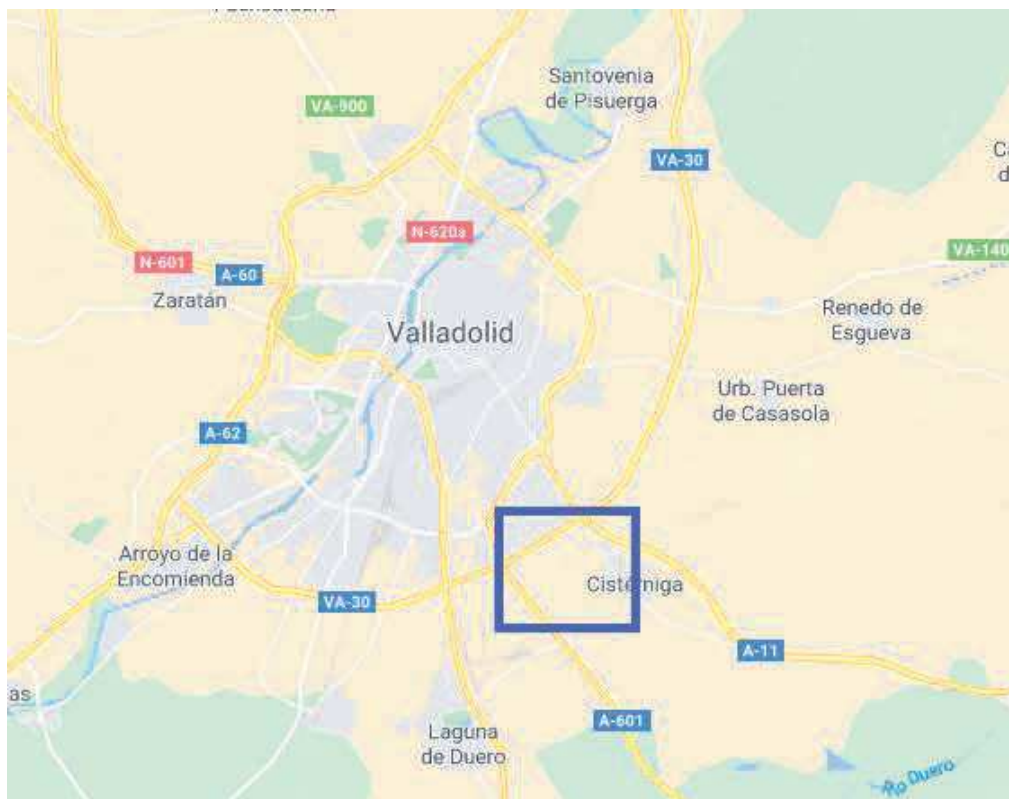 Santovenia
de Pisuerga
VA-900
VA-30
N-620a
VA-140
N-601
A-60
Zaratán
Renedo de
Esgueva
Valladolid
Urb. Puerta
de Casasola
A-62
Arroyo de la
Encomienda
Cistérniga
VA-30
A-11
as
A-601
Laguna
de Duero
Río Duero